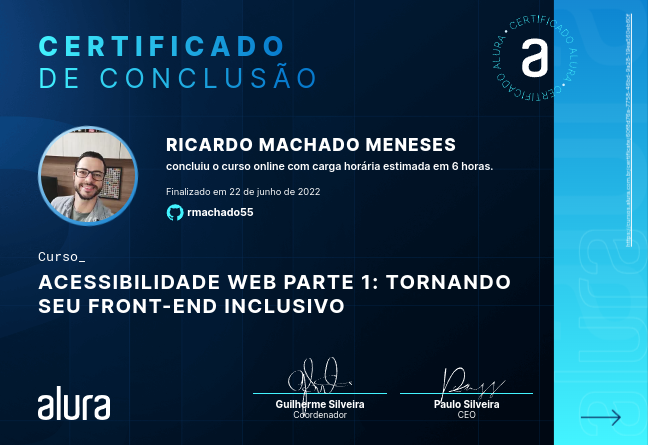 CERTIFICADO
DE CONCLUSÃO
ALURA • CERTIFICADO ALURA • CERTIFICADO
a
RICARDO MACHADO MENESES
concluiu o curso online com carga horária estimada em 6 horas.
Finalizado em 22 de junho de 2022
rmachado55
Curso_
ACESSIBILIDADE WEB PARTE 1: TORNANDO
SEU FRONT-END INCLUSIVO
alura
Guilherme Silveira
Coordenador
Paulo Silveira
CEO
alura